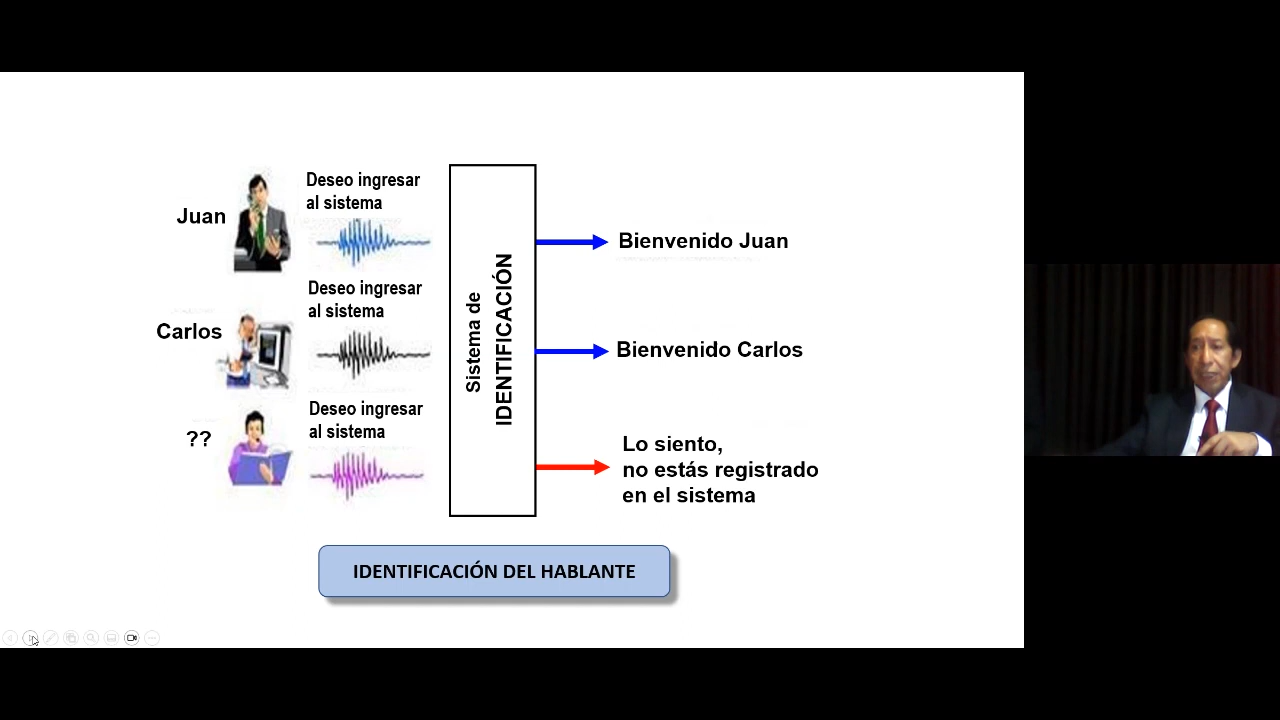 Juan
Deseo ingresar
al sistema
Bienvenido Juan
Carlos
Deseo ingresar
al sistema
Bienvenido Carlos
??
Deseo ingresar
al sistema
Lo siento,
no estás registrado
en el sistema
Sistema de
IDENTIFICACIÓN
IDENTIFICACIÓN DEL HABLANTE